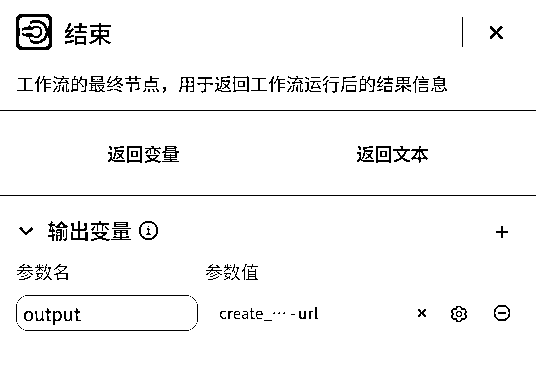 结束
工作流的最终节点，用于返回工作流运行后的结果信息
返回变量 返回文本
输出变量
参数名 参数值
output create_… - url